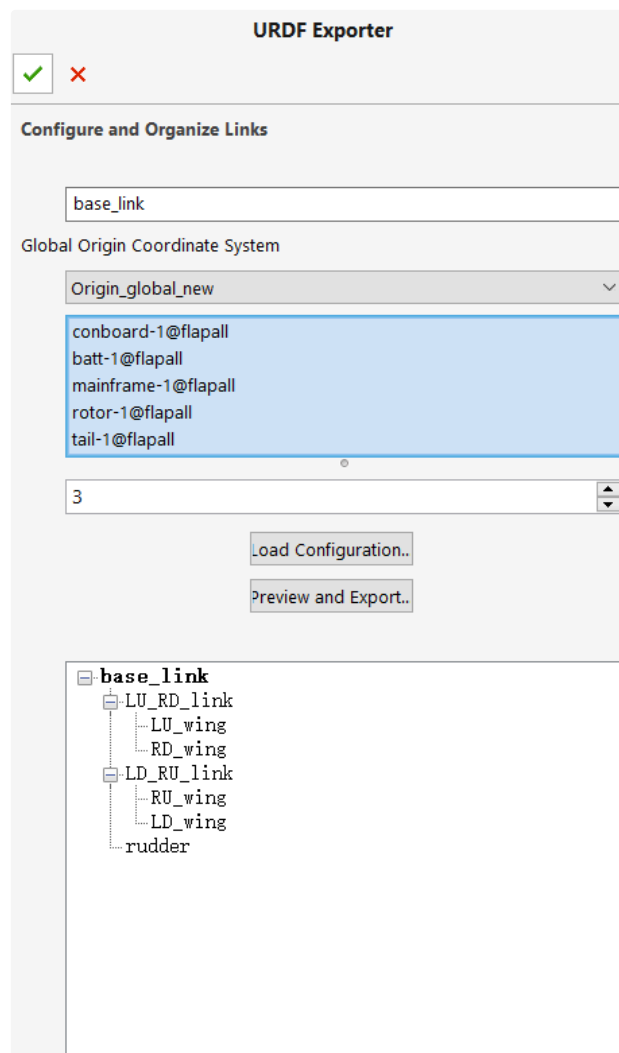 URDF Exporter
Configure and Organize Links
base_link
Global Origin Coordinate System
Origin_global_new
conboard-1@flapall
batt-1@flapall
mainframe-1@flapall
rotor-1@flapall
tail-1@flapall
3
Load Configuration..
Preview and Export..
base_link
LU_RD_link
LU_wing
RD_wing
LD_RU_link
RU_wing
LD_wing
rudder